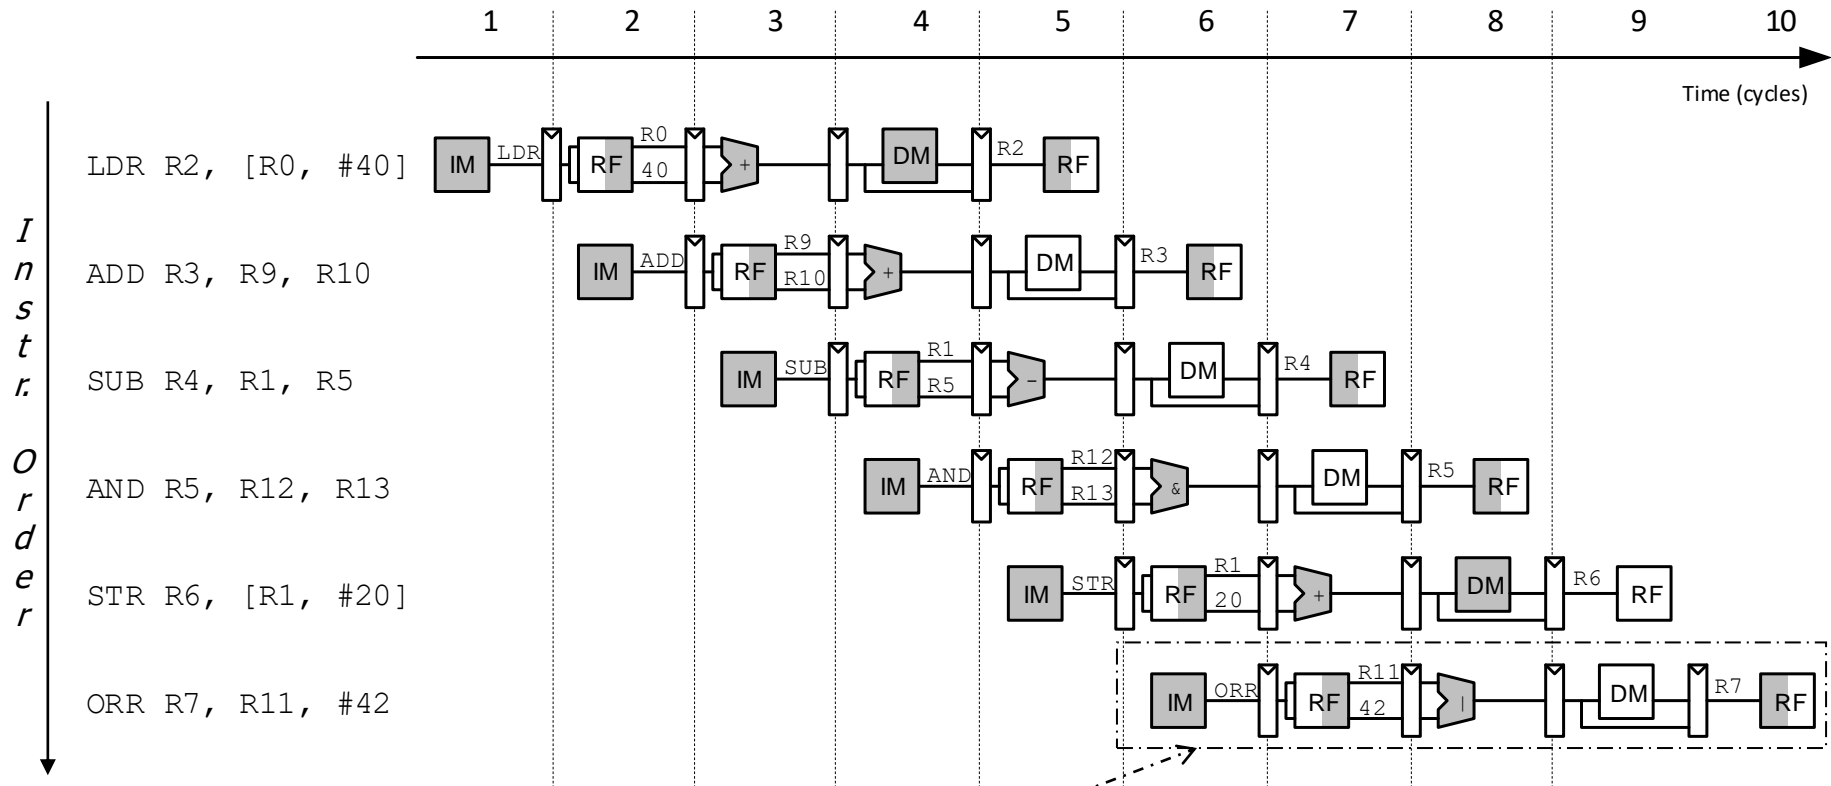 1 2 3 4 5 6 7 8 9 10
Time (cycles)
Instr. Order
LDR R2, [R0, #40] IM LDR RF R0 40 + DM R2 RF
ADD R3, R9, R10 IM ADD RF R9 R10 + DM R3 RF
SUB R4, R1, R5 IM SUB RF R1 R5 - DM R4 RF
AND R5, R12, R13 IM AND RF R12 R13 & DM R5 RF
STR R6, [R1, #20] IM STR RF R1 20 + DM R6 RF
ORR R7, R11, #42 IM ORR RF R11 42 | DM R7 RF